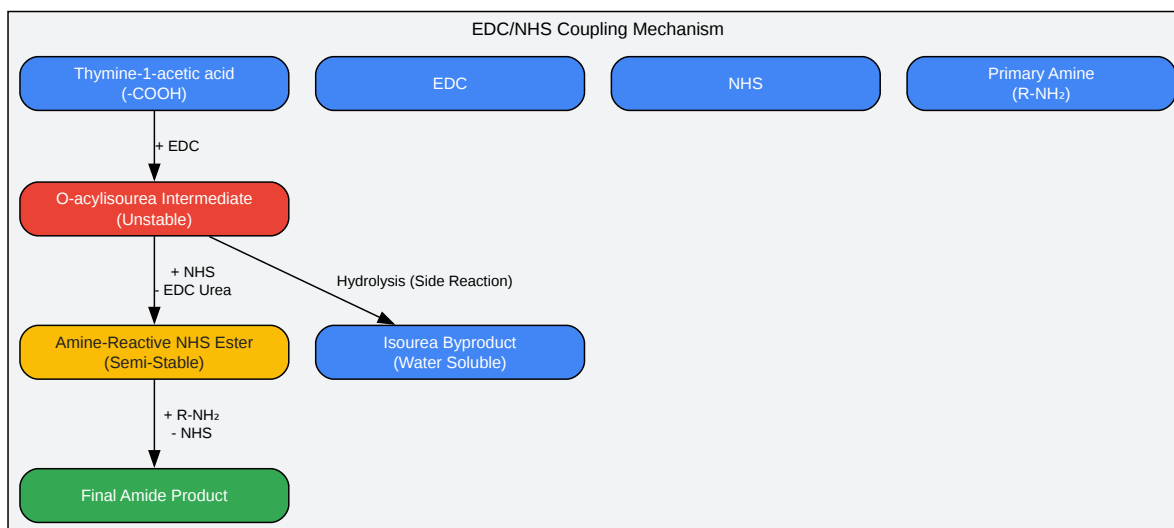 EDC/NHS Coupling Mechanism
Thymine-1-acetic acid
(-COOH)
EDC
NHS
Primary Amine
(R-NH₂)
+ EDC
O-acylisourea Intermediate
(Unstable)
+ NHS
- EDC Urea
Hydrolysis (Side Reaction)
Amine-Reactive NHS Ester
(Semi-Stable)
Isourea Byproduct
(Water Soluble)
+ R-NH₂
- NHS
Final Amide Product